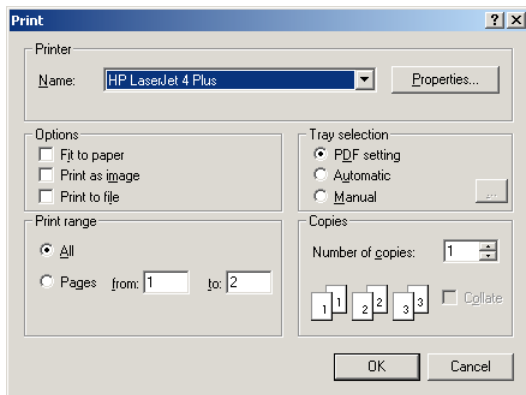 Print
Printer
Name: HP LaserJet 4 Plus Properties...
Options
Fit to paper
Print as image
Print to file
Tray selection
PDF setting
Automatic
Manual ...
Print range
All
Pages from: 1 to: 2
Copies
Number of copies: 1
1 1 2 2 3 3 Collate
OK Cancel